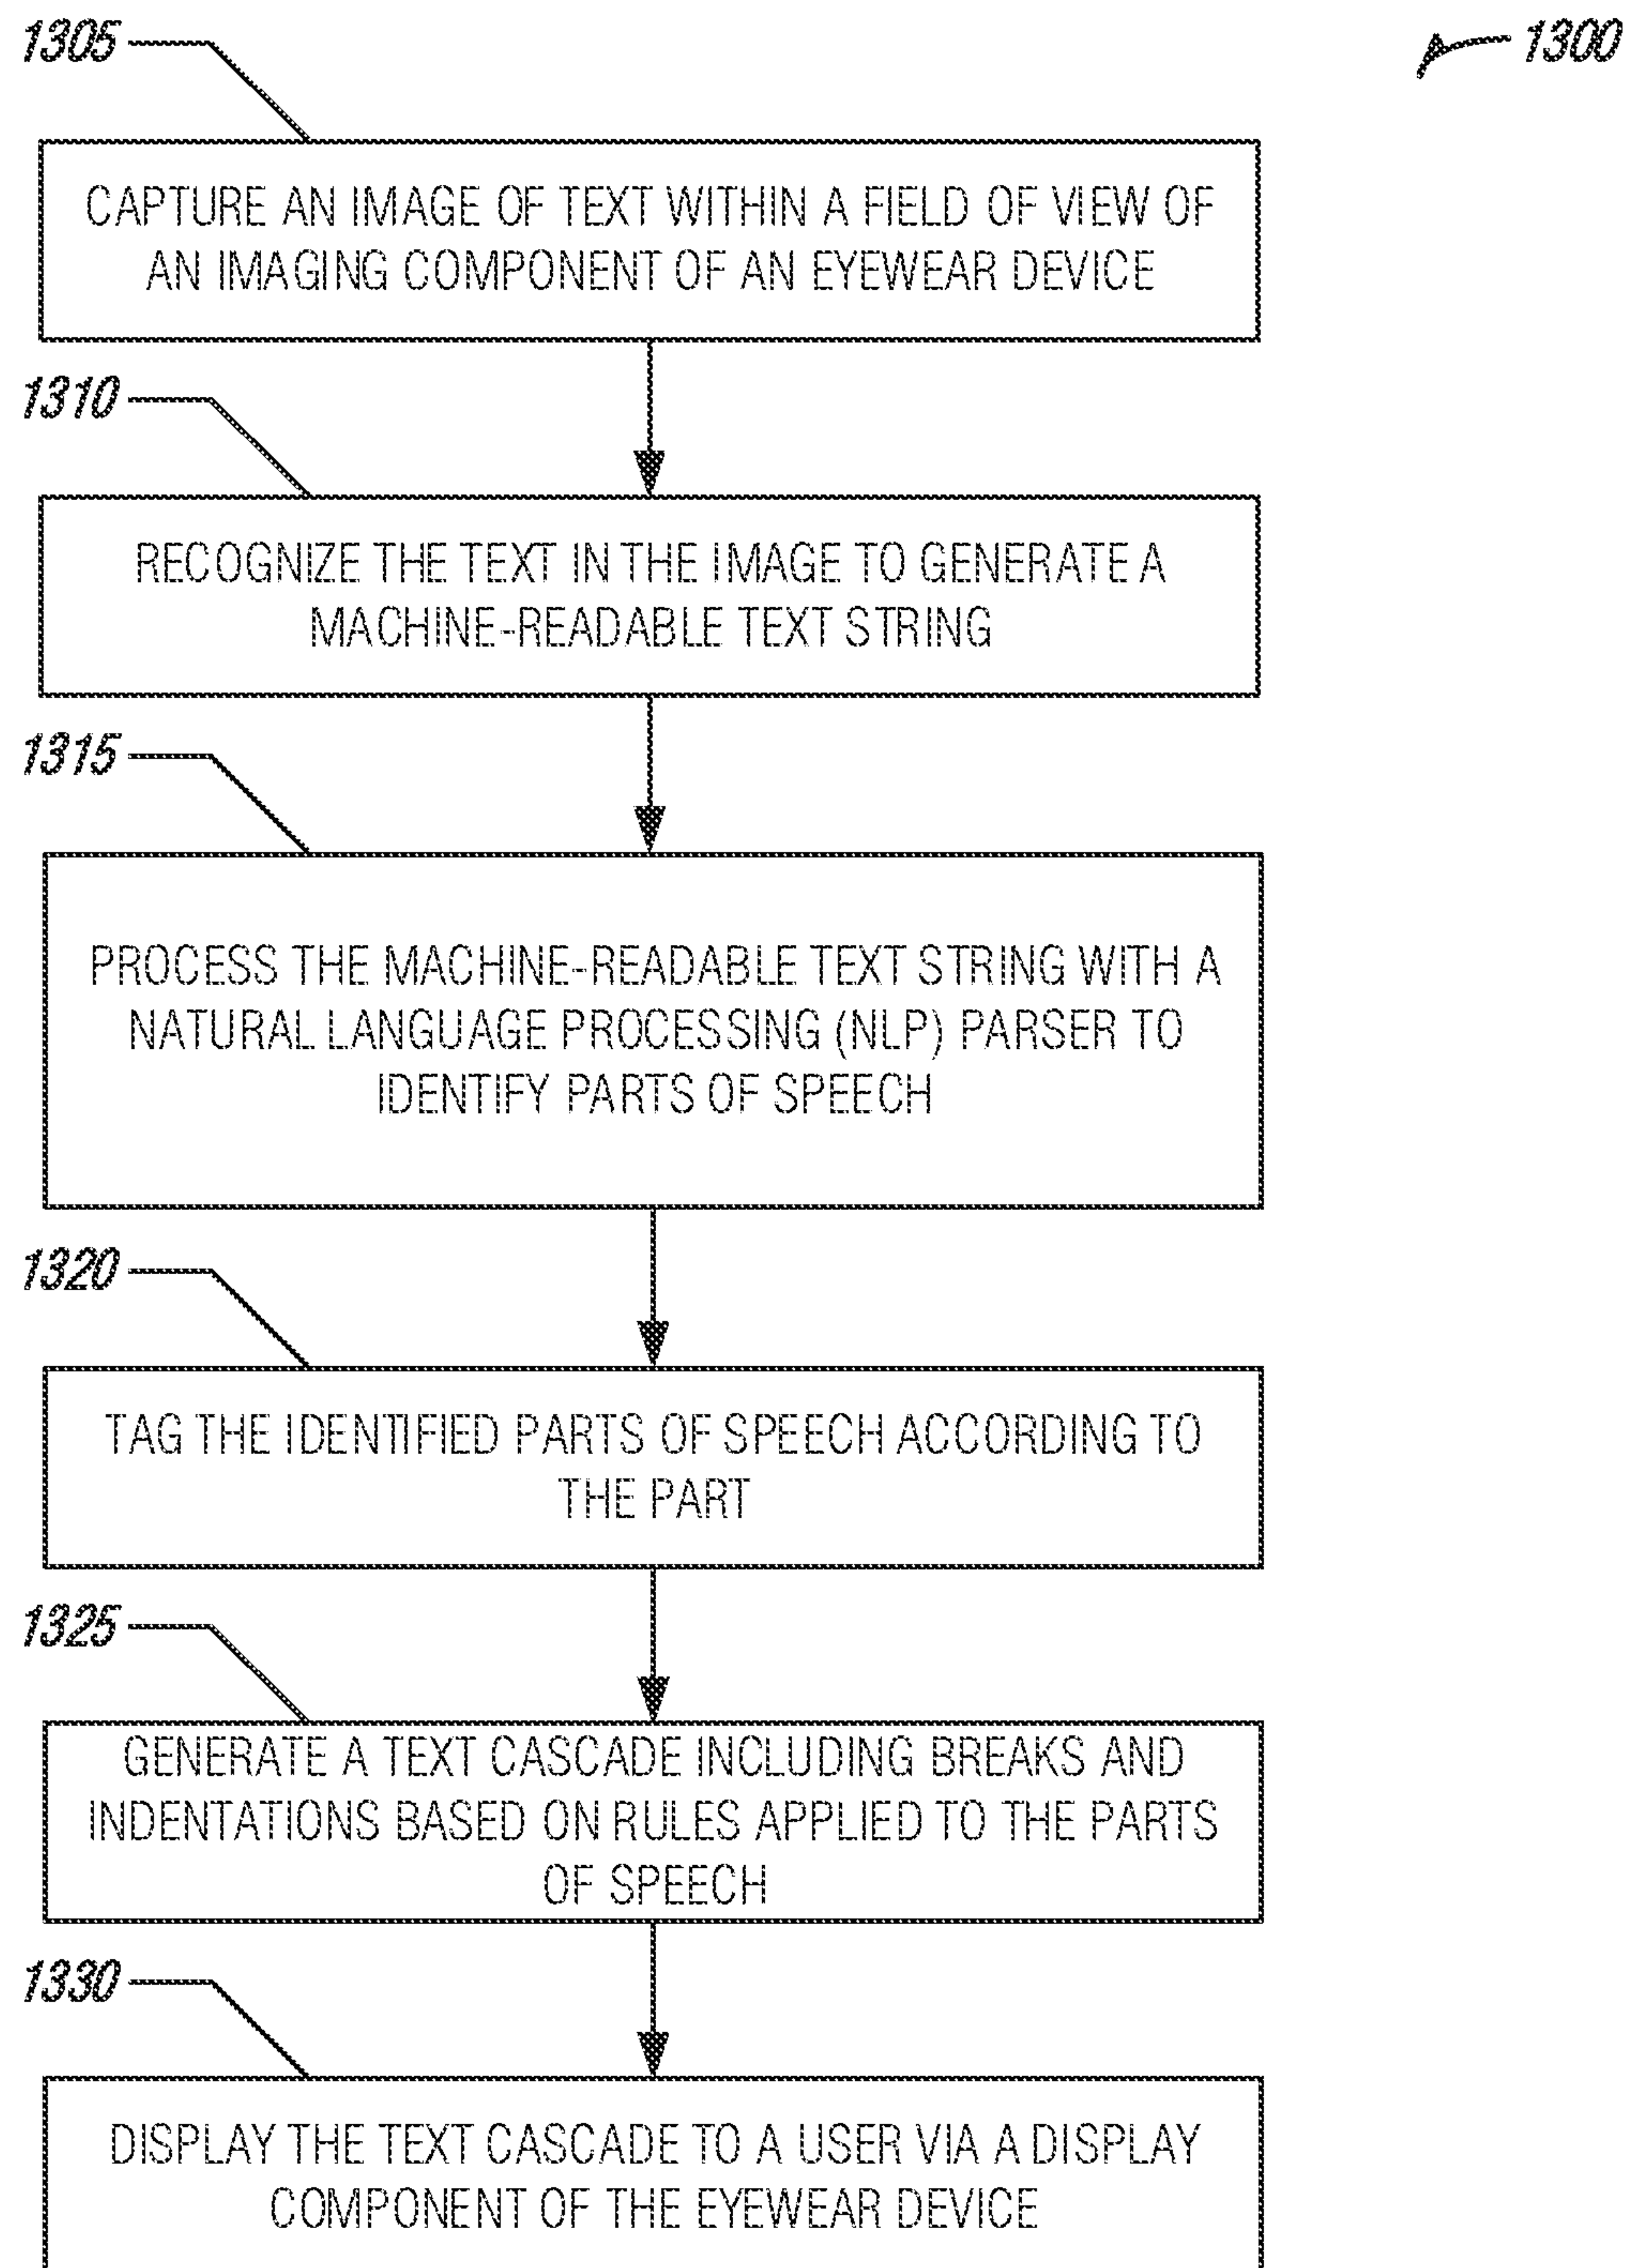 1305
1300
CAPTURE AN IMAGE OF TEXT WITHIN A FIELD OF VIEW OF
AN IMAGING COMPONENT OF AN EYEWEAR DEVICE
1310
RECOGNIZE THE TEXT IN THE IMAGE TO GENERATE A
MACHINE-READABLE TEXT STRING
1315
PROCESS THE MACHINE-READABLE TEXT STRING WITH A
NATURAL LANGUAGE PROCESSING (NLP) PARSER TO
IDENTIFY PARTS OF SPEECH
1320
TAG THE IDENTIFIED PARTS OF SPEECH ACCORDING TO
THE PART
1325
GENERATE A TEXT CASCADE INCLUDING BREAKS AND
INDENTATIONS BASED ON RULES APPLIED TO THE PARTS
OF SPEECH
1330
DISPLAY THE TEXT CASCADE TO A USER VIA A DISPLAY
COMPONENT OF THE EYEWEAR DEVICE